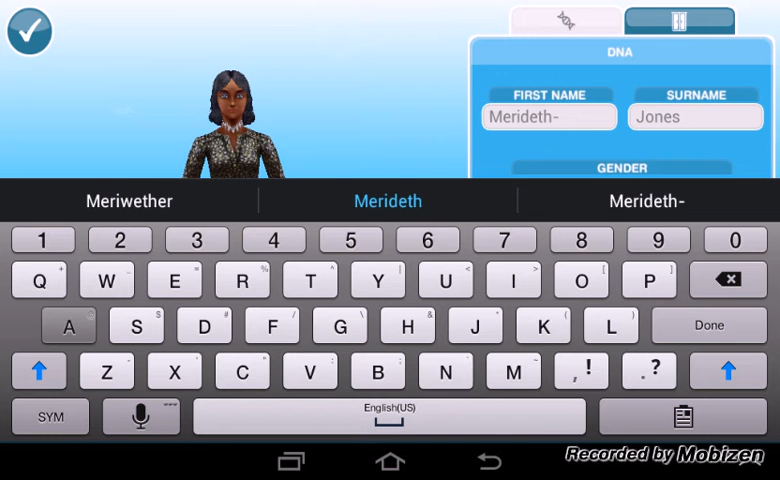 DNA
FIRST NAME SURNAME
Merideth- Jones
GENDER
Meriwether Merideth Merideth-
1 2 3 4 5 6 7 8 9 0
Q + W _ E = R % T ^ Y | U < I > O [ P ]
A @ S $ D # F / G \ H & J * K ( L ) Done
Z - X ' C " V : B ; N , M ~ , ! . ?
SYM English(US)
Recorded by Mobizen